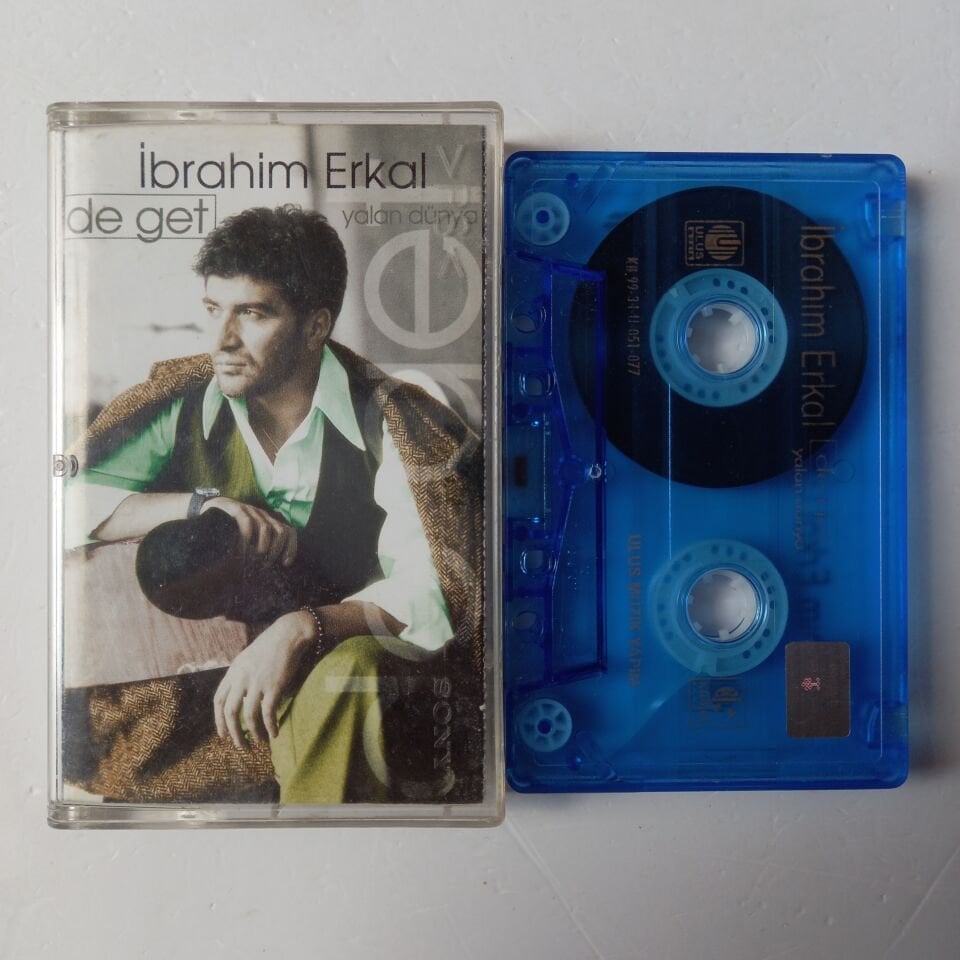 İbrahim Erkal
de get
yalan dünya
SONY
ULUS
KB.99.34.Ü.051-077
İbrahim Erkal
yalan dünya
ULUS MÜZİK YAPIM